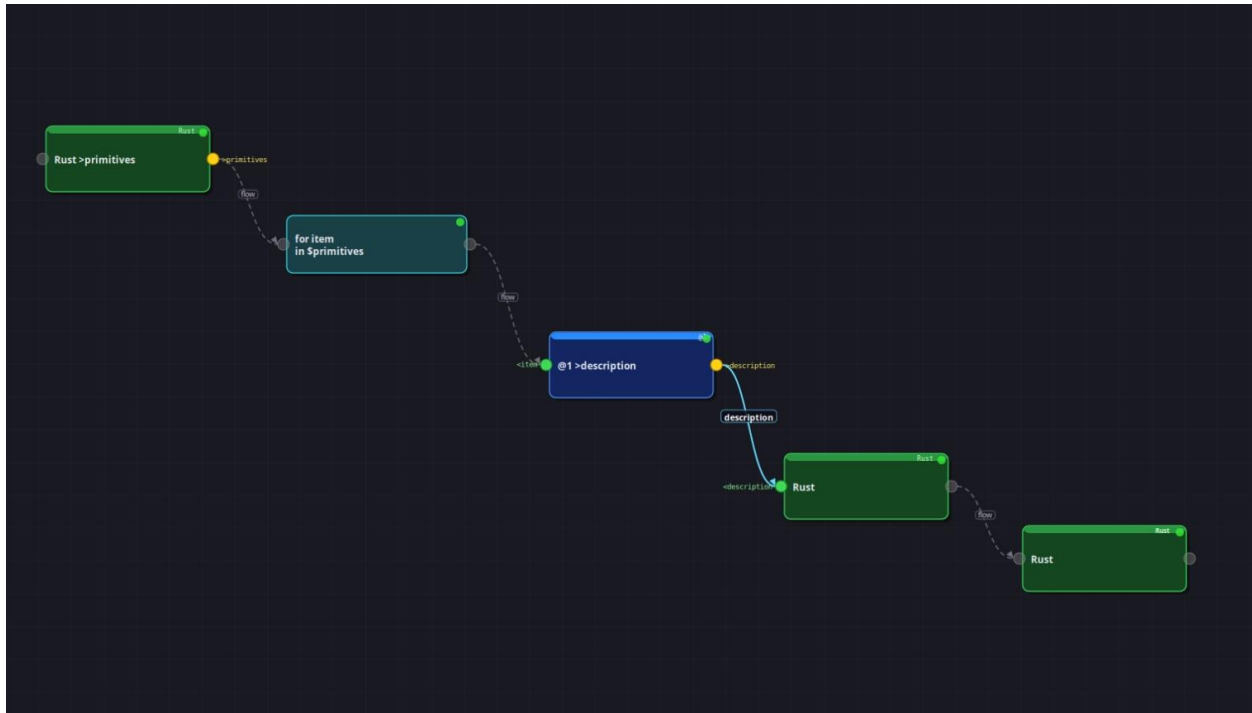 Rust
Rust >primitives
>primitives
flow
for item
in $primitives
flow
<item
@1 >description
>description
description
Rust
<description
Rust
flow
Rust
Rust